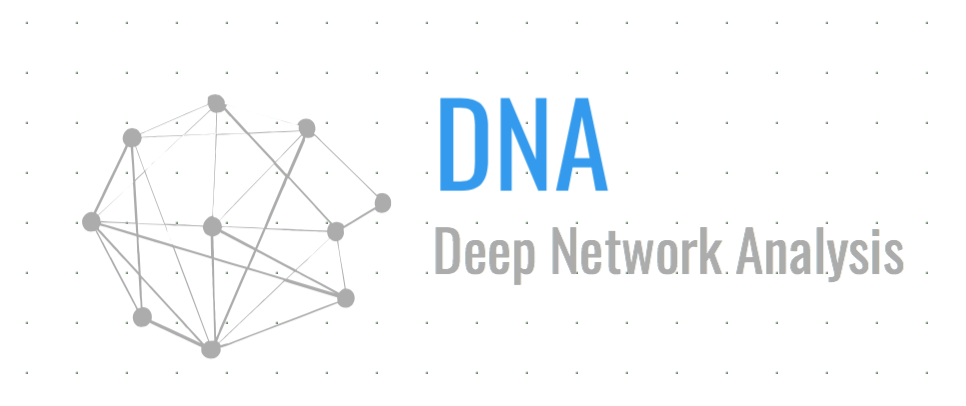 DNA
Deep Network Analysis